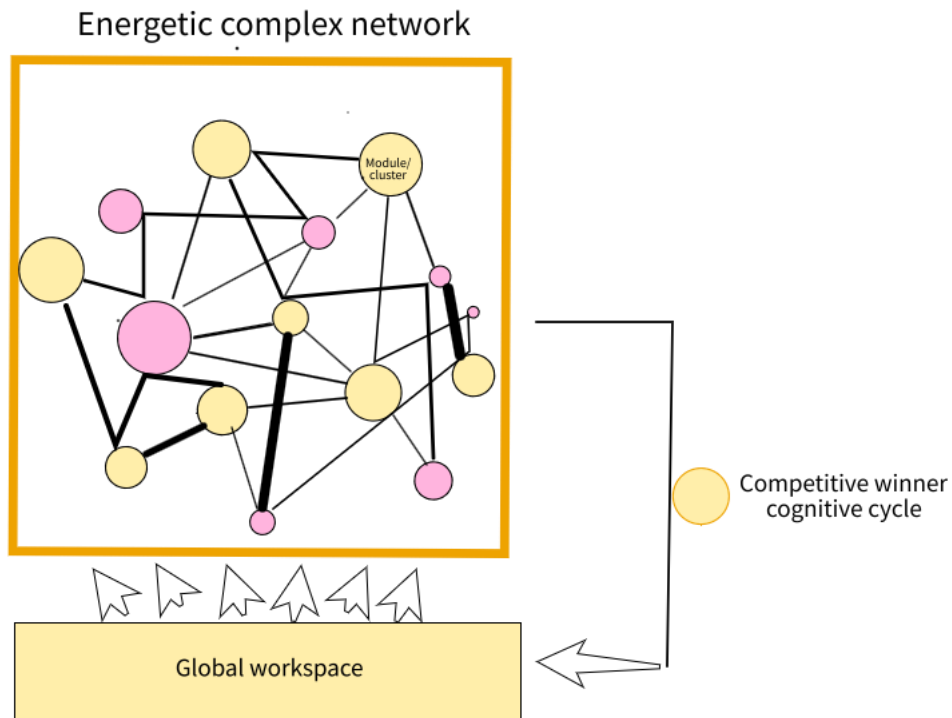 Energetic complex network
Module/
cluster
Competitive winner
cognitive cycle
Global workspace